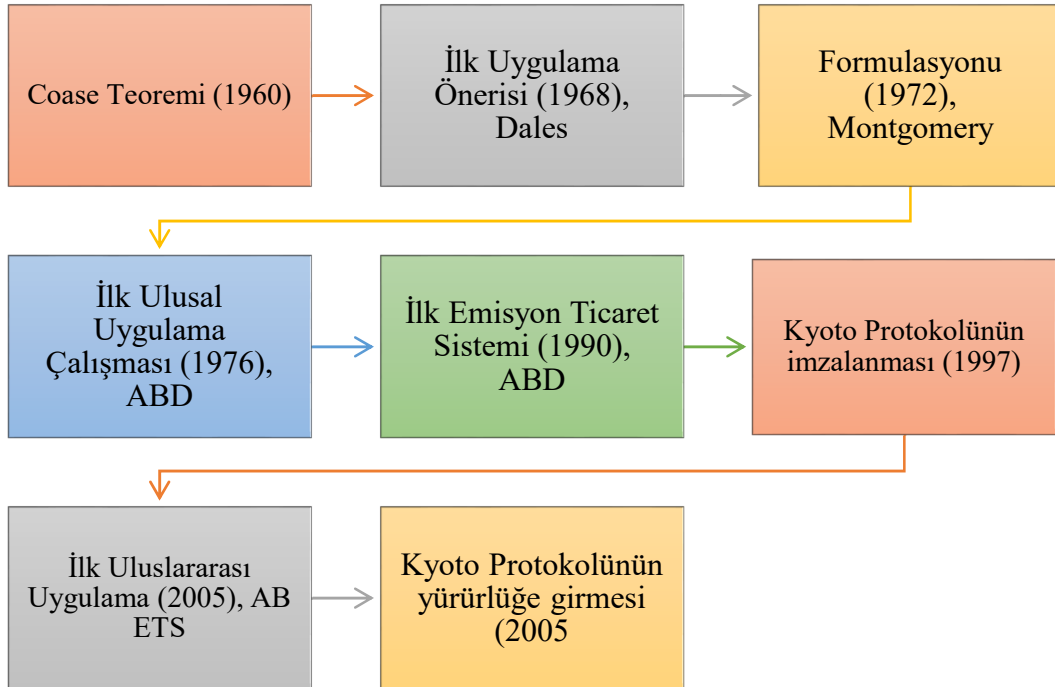 Coase Teoremi (1960)
İlk Uygulama
Önerisi (1968),
Dales
Formulasyonu
(1972),
Montgomery
İlk Ulusal
Uygulama
Çalışması (1976),
ABD
İlk Emisyon Ticaret
Sistemi (1990),
ABD
Kyoto Protokolünün
imzalanması (1997)
İlk Uluslararası
Uygulama (2005), AB
ETS
Kyoto Protokolünün
yürürlüğe girmesi
(2005